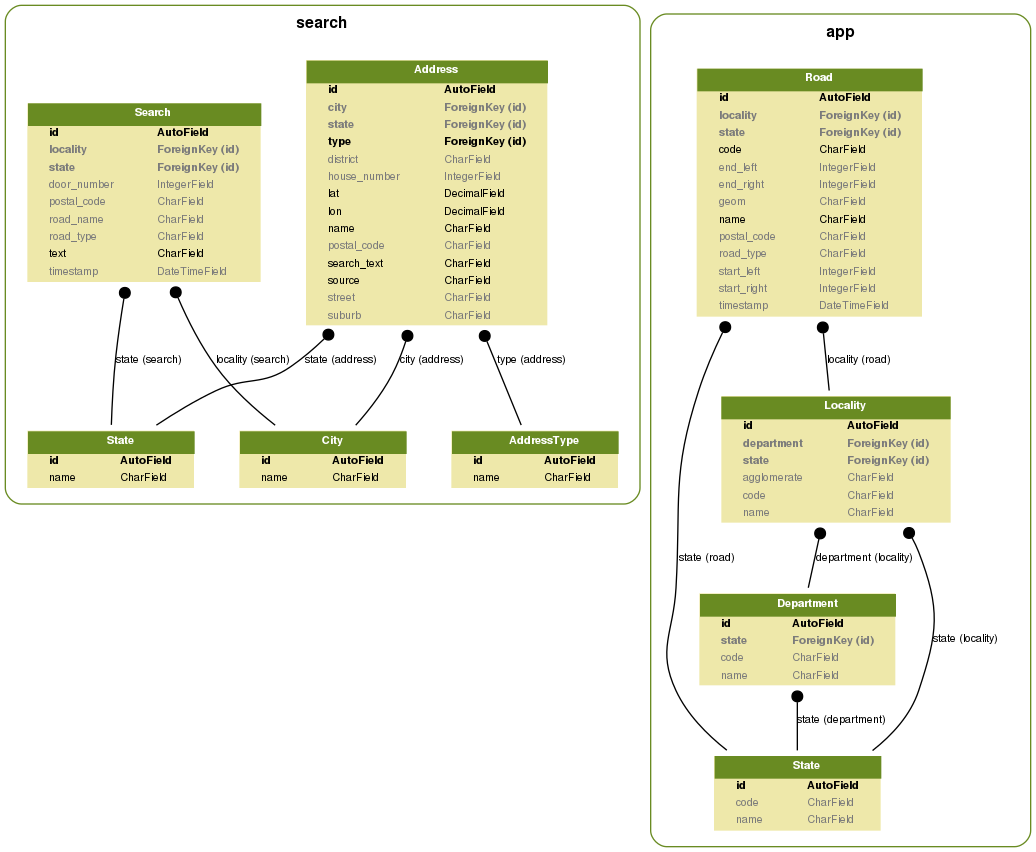 search
Search
id AutoField
locality ForeignKey (id)
state ForeignKey (id)
door_number IntegerField
postal_code CharField
road_name CharField
road_type CharField
text CharField
timestamp DateTimeField
Address
id AutoField
city ForeignKey (id)
state ForeignKey (id)
type ForeignKey (id)
district CharField
house_number IntegerField
lat DecimalField
lon DecimalField
name CharField
postal_code CharField
search_text CharField
source CharField
street CharField
suburb CharField
state (search)
locality (search)
state (address)
city (address)
type (address)
State
id AutoField
name CharField
City
id AutoField
name CharField
AddressType
id AutoField
name CharField
app
Road
id AutoField
locality ForeignKey (id)
state ForeignKey (id)
code CharField
end_left IntegerField
end_right IntegerField
geom CharField
name CharField
postal_code CharField
road_type CharField
start_left IntegerField
start_right IntegerField
timestamp DateTimeField
locality (road)
Locality
id AutoField
department ForeignKey (id)
state ForeignKey (id)
agglomerate CharField
code CharField
name CharField
state (road)
department (locality)
Department
id AutoField
state ForeignKey (id)
code CharField
name CharField
state (locality)
state (department)
State
id AutoField
code CharField
name CharField